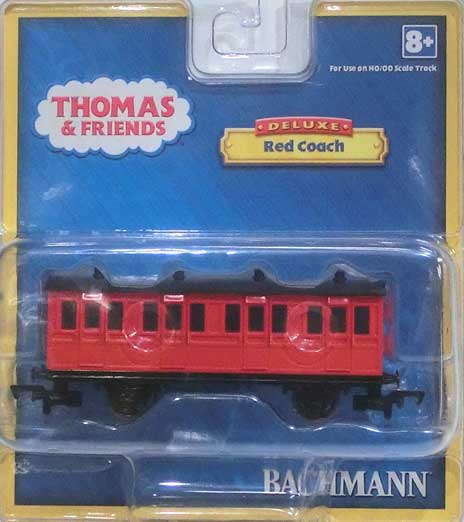 8+
For Use on HO/OO Scale Track
THOMAS
& FRIENDS
DELUXE
Red Coach
BACHMANN